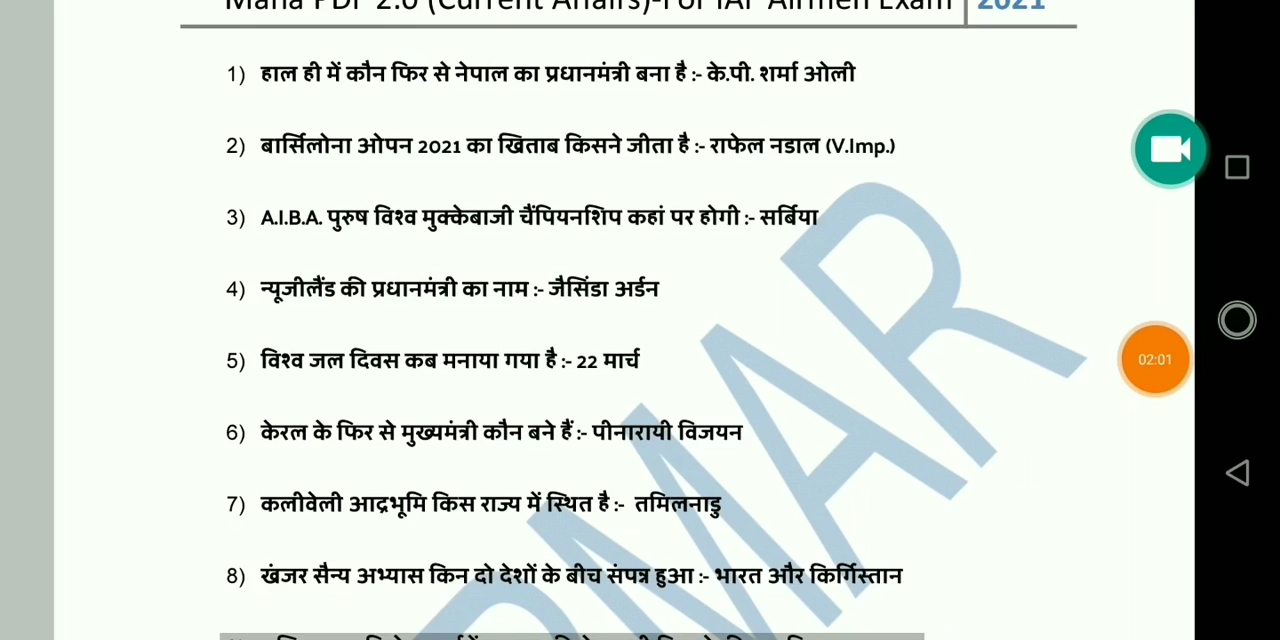 Maha PDF 2.0 (Current Affairs)-For IAF Airmen Exam 2021
1) हाल ही में कौन फिर से नेपाल का प्रधानमंत्री बना है :- के.पी. शर्मा ओली
2) बार्सिलोना ओपन 2021 का खिताब किसने जीता है :- राफेल नडाल (V.Imp.)
3) A.I.B.A. पुरुष विश्व मुक्केबाजी चैंपियनशिप कहां पर होगी :- सर्बिया
4) न्यूजीलैंड की प्रधानमंत्री का नाम :- जैसिंडा अर्डन
5) विश्व जल दिवस कब मनाया गया है :- 22 मार्च
6) केरल के फिर से मुख्यमंत्री कौन बने हैं :- पीनारायी विजयन
7) कलीवेली आद्रभूमि किस राज्य में स्थित है :- तमिलनाडु
8) खंजर सैन्य अभ्यास किन दो देशों के बीच संपन्न हुआ :- भारत और किर्गिस्तान
02:01